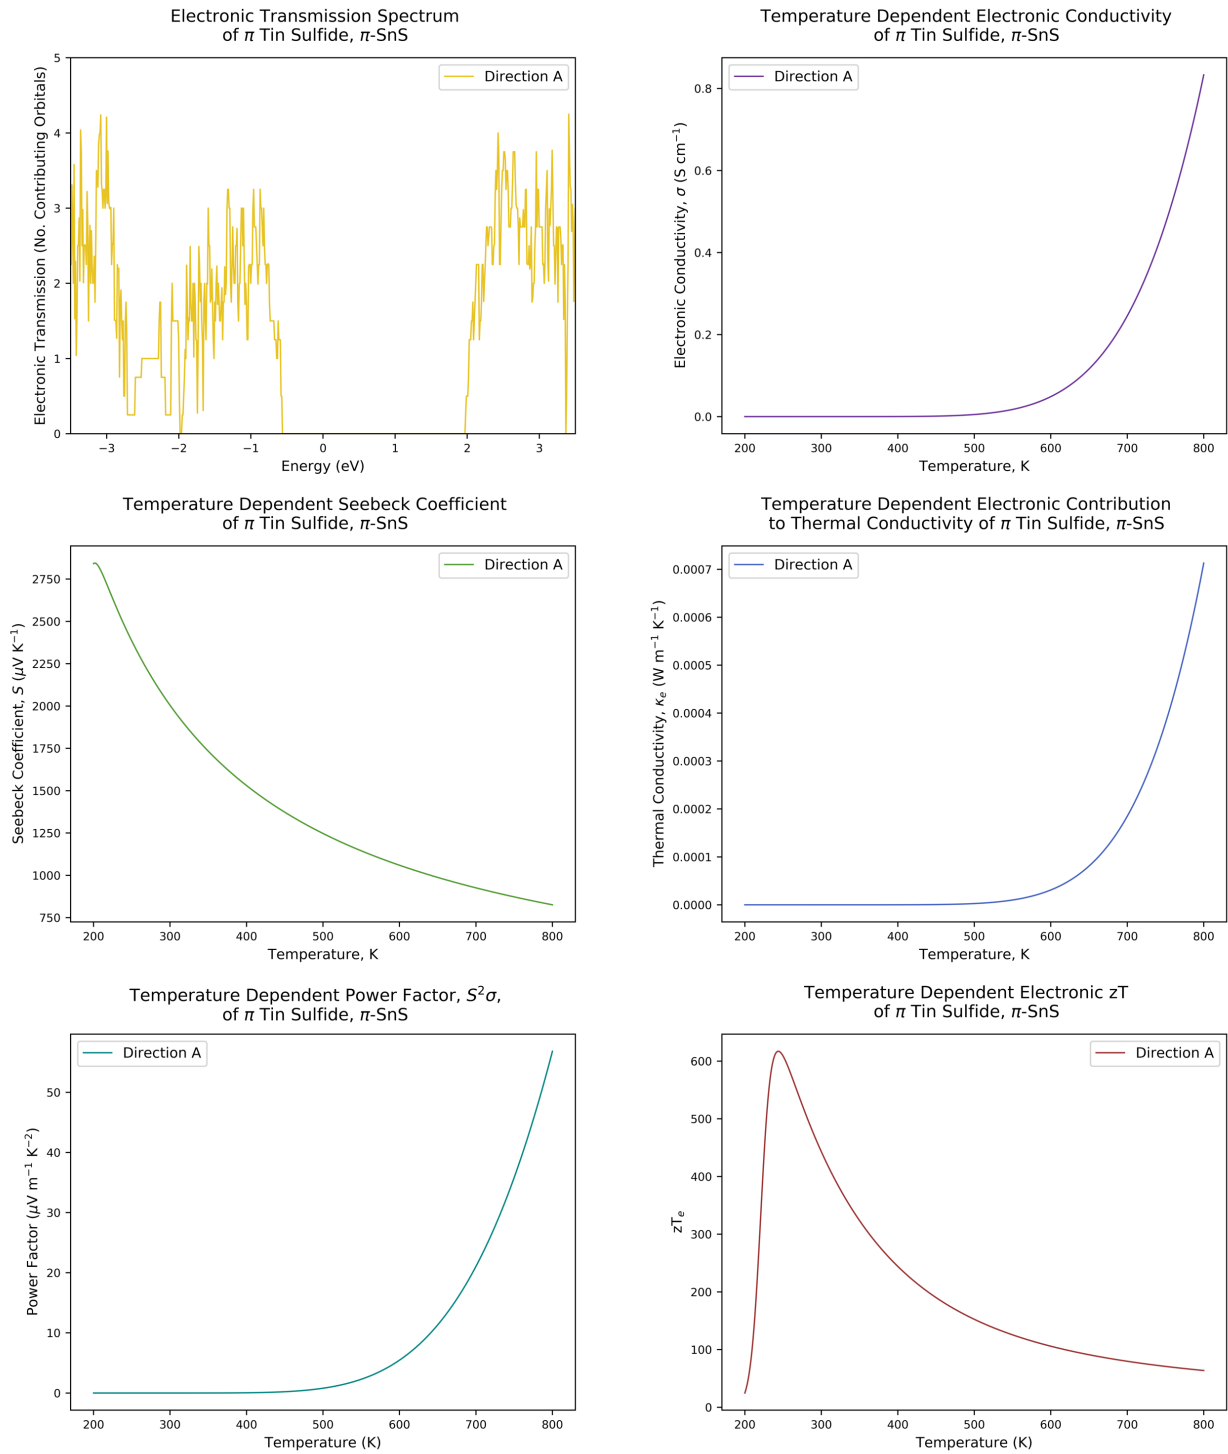 Electronic Transmission Spectrum
of π Tin Sulfide, π-SnS
Electronic Transmission (No. Contributing Orbitals)
5
4
3
2
1
0
Direction A
−3
−2
−1
0
1
2
3
Energy (eV)
Temperature Dependent Electronic Conductivity
of π Tin Sulfide, π-SnS
Electronic Conductivity, σ (S cm⁻¹)
0.8
0.6
0.4
0.2
0.0
Direction A
200
300
400
500
600
700
800
Temperature, K
Temperature Dependent Seebeck Coefficient
of π Tin Sulfide, π-SnS
Seebeck Coefficient, S (μV K⁻¹)
2750
2500
2250
2000
1750
1500
1250
1000
750
Direction A
200
300
400
500
600
700
800
Temperature, K
Temperature Dependent Electronic Contribution
to Thermal Conductivity of π Tin Sulfide, π-SnS
Thermal Conductivity, κₑ (W m⁻¹ K⁻¹)
0.0007
0.0006
0.0005
0.0004
0.0003
0.0002
0.0001
0.0000
Direction A
200
300
400
500
600
700
800
Temperature, K
Temperature Dependent Power Factor, S²σ,
of π Tin Sulfide, π-SnS
Power Factor (μV m⁻¹ K⁻²)
50
40
30
20
10
0
Direction A
200
300
400
500
600
700
800
Temperature (K)
Temperature Dependent Electronic zT
of π Tin Sulfide, π-SnS
zTₑ
600
500
400
300
200
100
0
Direction A
200
300
400
500
600
700
800
Temperature (K)